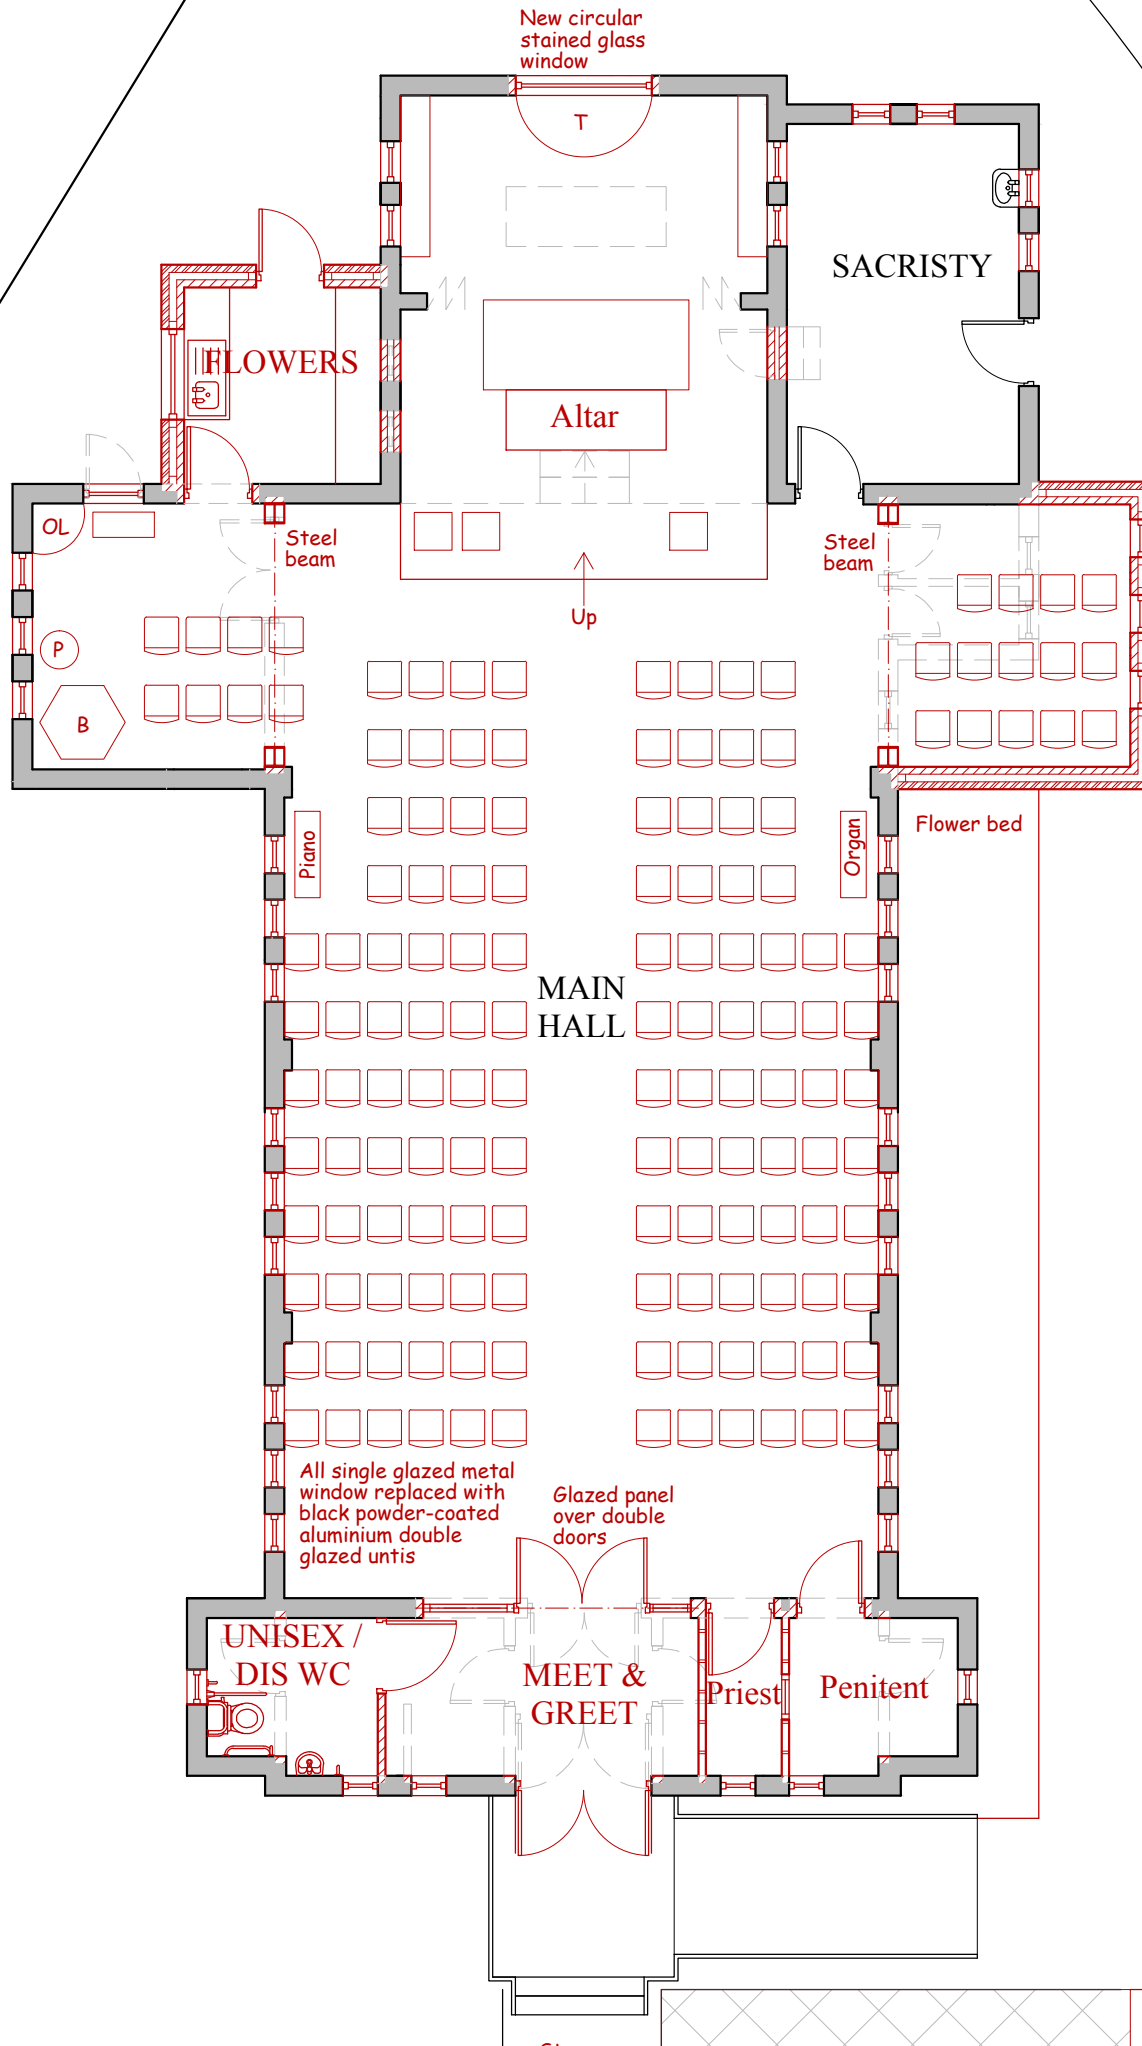 New circular
stained glass
window
T
SACRISTY
FLOWERS
Altar
OL
Steel
beam
Steel
beam
Up
P
B
Piano
Organ
Flower bed
MAIN
HALL
All single glazed metal
window replaced with
black powder-coated
aluminium double
glazed untis
Glazed panel
over double
doors
UNISEX /
DIS WC
MEET &
GREET
Priest
Penitent